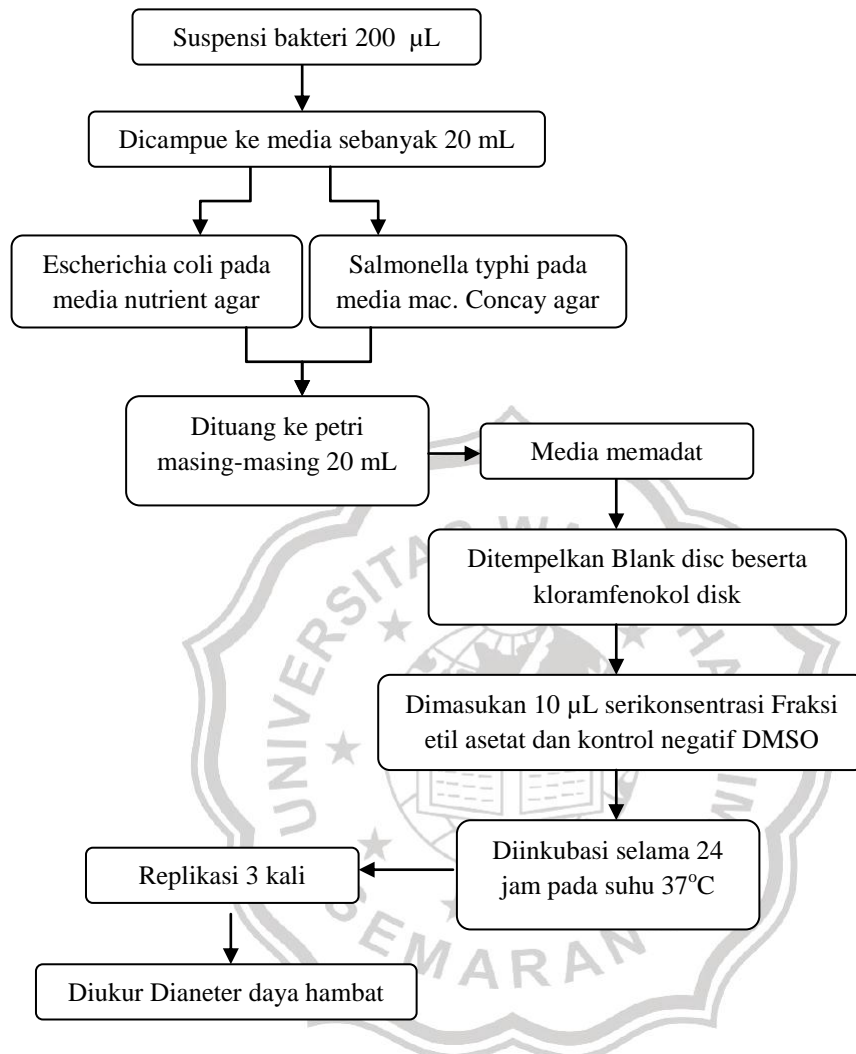 Suspensi bakteri 200 µL
Dicampue ke media sebanyak 20 mL
Escherichia coli pada
media nutrient agar
Salmonella typhi pada
media mac. Concay agar
Dituang ke petri
masing-masing 20 mL
Media memadat
Ditempelkan Blank disc beserta
kloramfenokol disk
Dimasukan 10 µL serikonsentrasi Fraksi
etil asetat dan kontrol negatif DMSO
Diinkubasi selama 24
jam pada suhu 37°C
Replikasi 3 kali
Diukur Dianeter daya hambat
UNIVERSITAS WA
SEMARAN